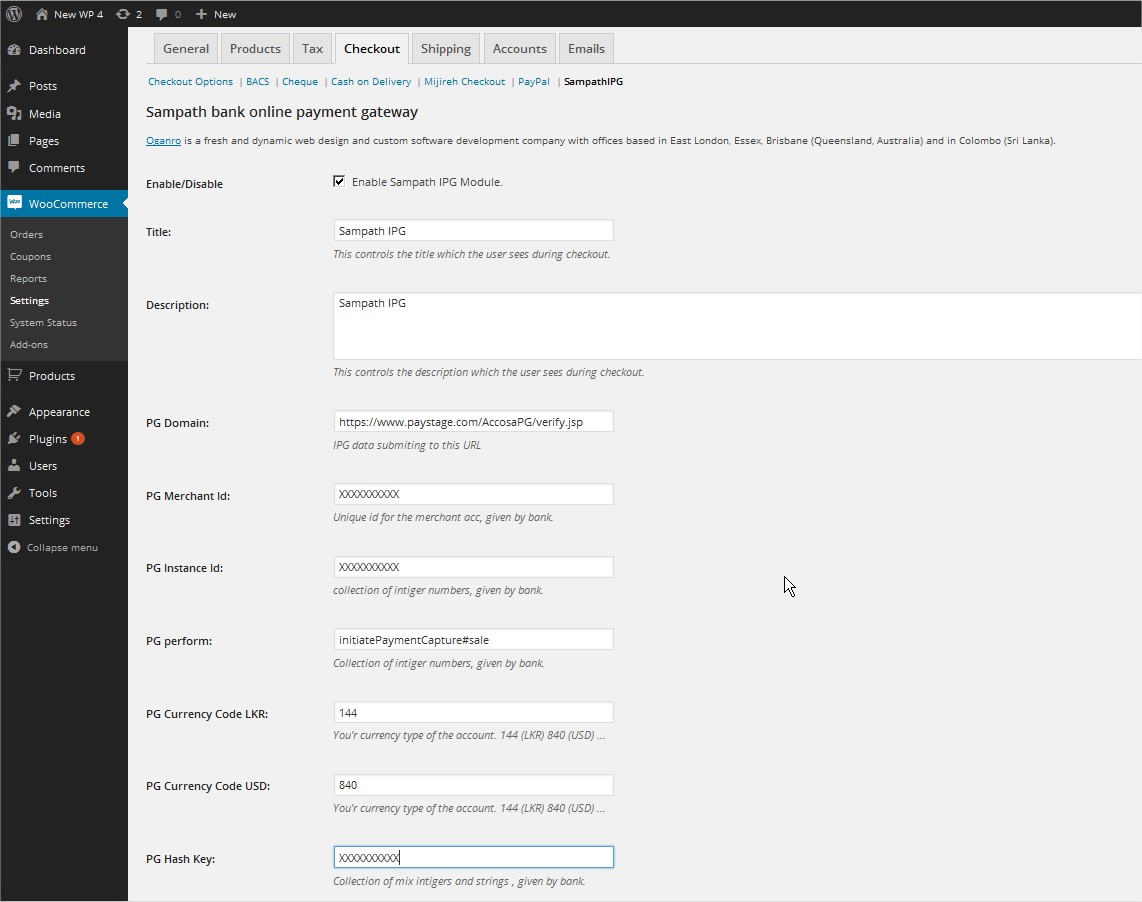 New WP 4 2 0 + New
Dashboard
Posts
Media
Pages
Comments
WooCommerce
Orders
Coupons
Reports
Settings
System Status
Add-ons
Products
Appearance
Plugins 1
Users
Tools
Settings
Collapse menu
General Products Tax Checkout Shipping Accounts Emails
Checkout Options | BACS | Cheque | Cash on Delivery | Mijireh Checkout | PayPal | SampathIPG
Sampath bank online payment gateway
Oganro is a fresh and dynamic web design and custom software development company with offices based in East London, Essex, Brisbane (Queensland, Australia) and in Colombo (Sri Lanka).
Enable/Disable Enable Sampath IPG Module.
Title: Sampath IPG
This controls the title which the user sees during checkout.
Description: Sampath IPG
This controls the description which the user sees during checkout.
PG Domain: https://www.paystage.com/AccosaPG/verify.jsp
IPG data submiting to this URL
PG Merchant Id: XXXXXXXXXX
Unique id for the merchant acc, given by bank.
PG Instance Id: XXXXXXXXXX
collection of intiger numbers, given by bank.
PG perform: initiatePaymentCapture#sale
Collection of intiger numbers, given by bank.
PG Currency Code LKR: 144
You'r currency type of the account. 144 (LKR) 840 (USD) ...
PG Currency Code USD: 840
You'r currency type of the account. 144 (LKR) 840 (USD) ...
PG Hash Key: XXXXXXXXXX
Collection of mix intigers and strings , given by bank.